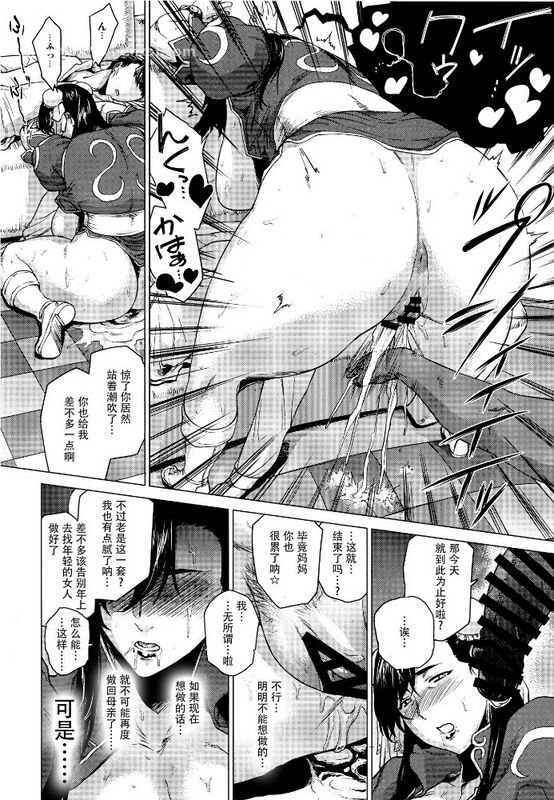 クイ
クゥ
ん…
…ふっ…
んくっ…
かはぁ…
惊了你居然
站着潮吹了…
你也给我
差不多一点啊
那今天
就到此为止好啦?
…诶…
…这就…
结束了吗…?
毕竟妈妈
你也
很累了呐☆
不行…
明明不能想做的…
我…
…无所谓…啦
如果现在
想做的话…
不过老是这一套?
我也有点腻了呐
差不多该告别年上
去找年轻的女人
做好了
怎么能
…这样…
就不可能再度
做回母亲了…
可是……